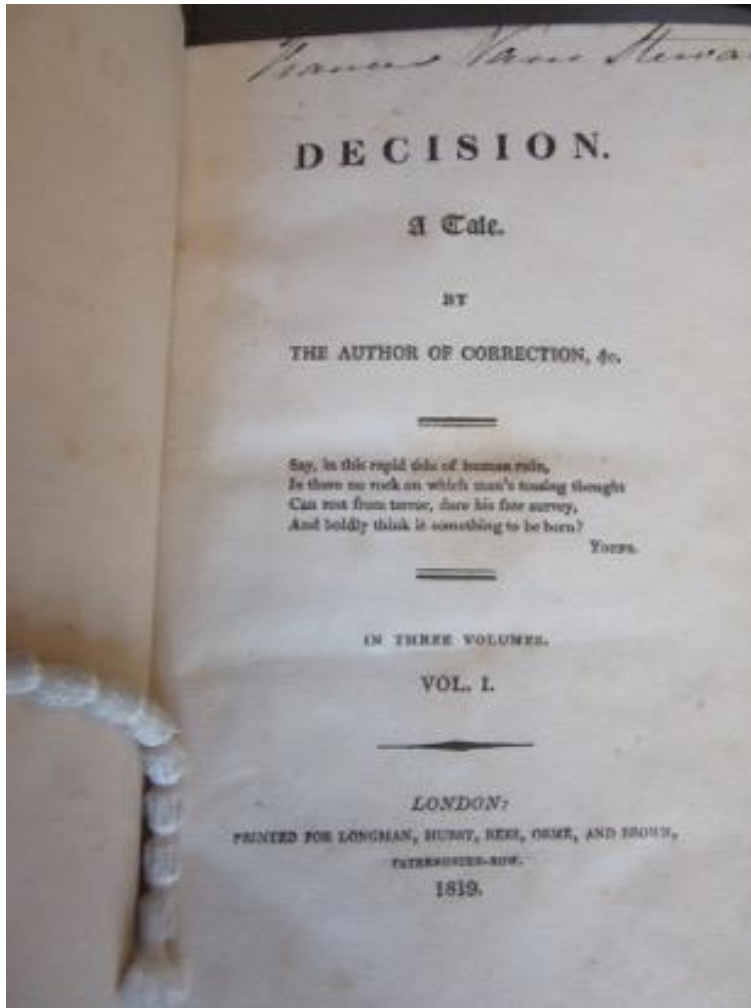 Frances Vane Stewa
DECISION.
A Tale.
BY
THE AUTHOR OF CORRECTION, &c.
Say, in this rapid tide of human ruin,
Is there no rock on which man's tossing thought
Can rest from terror, dare his fate survey,
And boldly think it something to be born?
YOUNG.
IN THREE VOLUMES.
VOL. I.
LONDON:
PRINTED FOR LONGMAN, HURST, REES, ORME, AND BROWN,
PATERNOSTER-ROW.
1819.